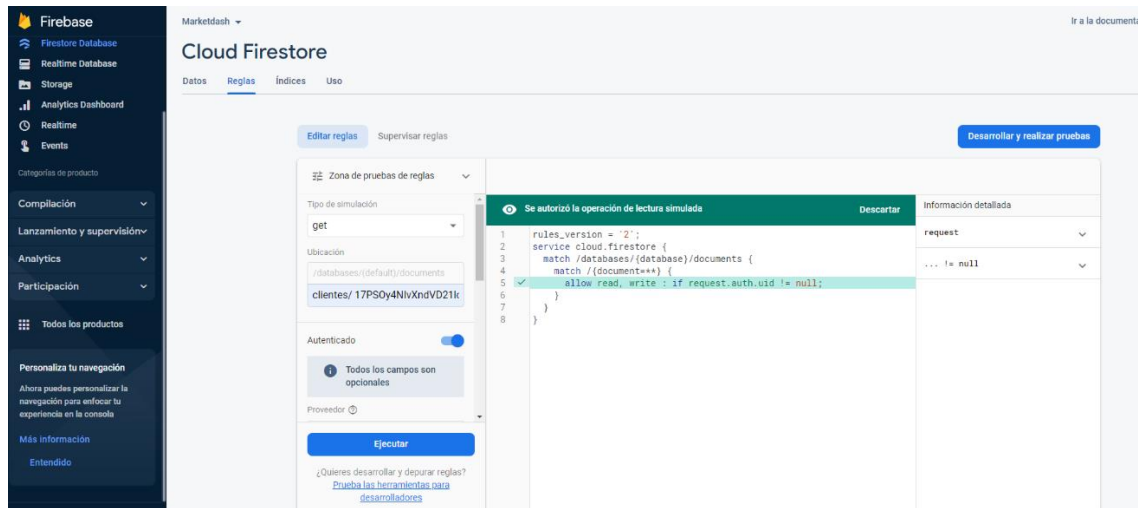 Firebase
Firestore Database
Realtime Database
Storage
Analytics Dashboard
Realtime
Events
Categorías de producto
Compilación
Lanzamiento y supervisión
Analytics
Participación
Todos los productos
Personaliza tu navegación
Ahora puedes personalizar la
navegación para enfocar tu
experiencia en la consola
Más información
Entendido
Marketdash
Ir a la documenta
Cloud Firestore
Datos Reglas Índices Uso
Editar reglas Supervisar reglas
Desarrollar y realizar pruebas
Zona de pruebas de reglas
Tipo de simulación
get
Ubicación
/databases/(default)/documents
clientes/ 17PSOy4NlvXndVD21k
Autenticado
Todos los campos son
opcionales
Proveedor
Ejecutar
¿Quieres desarrollar y depurar reglas?
Prueba las herramientas para
desarrolladores
Se autorizó la operación de lectura simulada Descartar
1 rules_version = '2';
2 service cloud.firestore {
3 match /databases/{database}/documents {
4 match /{document=**} {
5 allow read, write : if request.auth.uid != null;
6 }
7 }
8 }
Información detallada
request
... != null